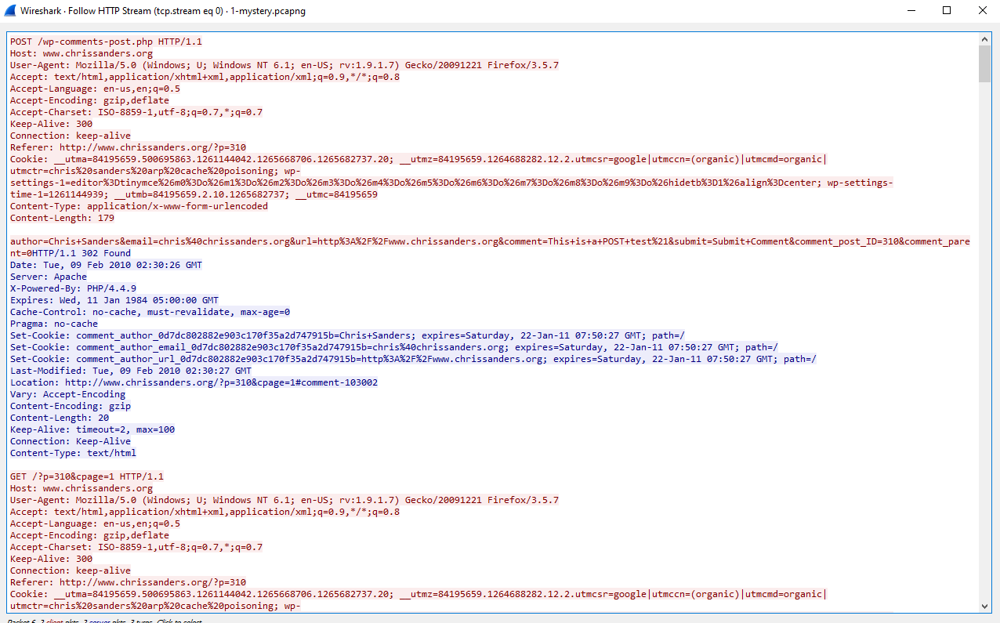 Wireshark · Follow HTTP Stream (tcp.stream eq 0) · 1-mystery.pcapng
POST /wp-comments-post.php HTTP/1.1
Host: www.chrissanders.org
User-Agent: Mozilla/5.0 (Windows; U; Windows NT 6.1; en-US; rv:1.9.1.7) Gecko/20091221 Firefox/3.5.7
Accept: text/html,application/xhtml+xml,application/xml;q=0.9,*/*;q=0.8
Accept-Language: en-us,en;q=0.5
Accept-Encoding: gzip,deflate
Accept-Charset: ISO-8859-1,utf-8;q=0.7,*;q=0.7
Keep-Alive: 300
Connection: keep-alive
Referer: http://www.chrissanders.org/?p=310
Cookie: __utma=84195659.500695863.1261144042.1265668706.1265682737.20; __utmz=84195659.1264688282.12.2.utmcsr=google|utmccn=(organic)|utmcmd=organic|
utmctr=chris%20sanders%20arp%20cache%20poisoning; wp-
settings-1=editor%3Dtinymce%26m0%3Do%26m1%3Do%26m2%3Do%26m3%3Do%26m4%3Do%26m5%3Do%26m6%3Do%26m7%3Do%26m8%3Do%26m9%3Do%26hidetb%3D1%26align%3Dcenter; wp-settings-
time-1=1261144939; __utmb=84195659.2.10.1265682737; __utmc=84195659
Content-Type: application/x-www-form-urlencoded
Content-Length: 179
author=Chris+Sanders&email=chris%40chrissanders.org&url=http%3A%2F%2Fwww.chrissanders.org&comment=This+is+a+POST+test%21&submit=Submit+Comment&comment_post_ID=310&comment_pare
nt=0HTTP/1.1 302 Found
Date: Tue, 09 Feb 2010 02:30:26 GMT
Server: Apache
X-Powered-By: PHP/4.4.9
Expires: Wed, 11 Jan 1984 05:00:00 GMT
Cache-Control: no-cache, must-revalidate, max-age=0
Pragma: no-cache
Set-Cookie: comment_author_0d7dc802882e903c170f35a2d747915b=Chris+Sanders; expires=Saturday, 22-Jan-11 07:50:27 GMT; path=/
Set-Cookie: comment_author_email_0d7dc802882e903c170f35a2d747915b=chris%40chrissanders.org; expires=Saturday, 22-Jan-11 07:50:27 GMT; path=/
Set-Cookie: comment_author_url_0d7dc802882e903c170f35a2d747915b=http%3A%2F%2Fwww.chrissanders.org; expires=Saturday, 22-Jan-11 07:50:27 GMT; path=/
Last-Modified: Tue, 09 Feb 2010 02:30:27 GMT
Location: http://www.chrissanders.org/?p=310&cpage=1#comment-103002
Vary: Accept-Encoding
Content-Encoding: gzip
Content-Length: 20
Keep-Alive: timeout=2, max=100
Connection: Keep-Alive
Content-Type: text/html
GET /?p=310&cpage=1 HTTP/1.1
Host: www.chrissanders.org
User-Agent: Mozilla/5.0 (Windows; U; Windows NT 6.1; en-US; rv:1.9.1.7) Gecko/20091221 Firefox/3.5.7
Accept: text/html,application/xhtml+xml,application/xml;q=0.9,*/*;q=0.8
Accept-Language: en-us,en;q=0.5
Accept-Encoding: gzip,deflate
Accept-Charset: ISO-8859-1,utf-8;q=0.7,*;q=0.7
Keep-Alive: 300
Connection: keep-alive
Referer: http://www.chrissanders.org/?p=310
Cookie: __utma=84195659.500695863.1261144042.1265668706.1265682737.20; __utmz=84195659.1264688282.12.2.utmcsr=google|utmccn=(organic)|utmcmd=organic|
utmctr=chris%20sanders%20arp%20cache%20poisoning; wp-